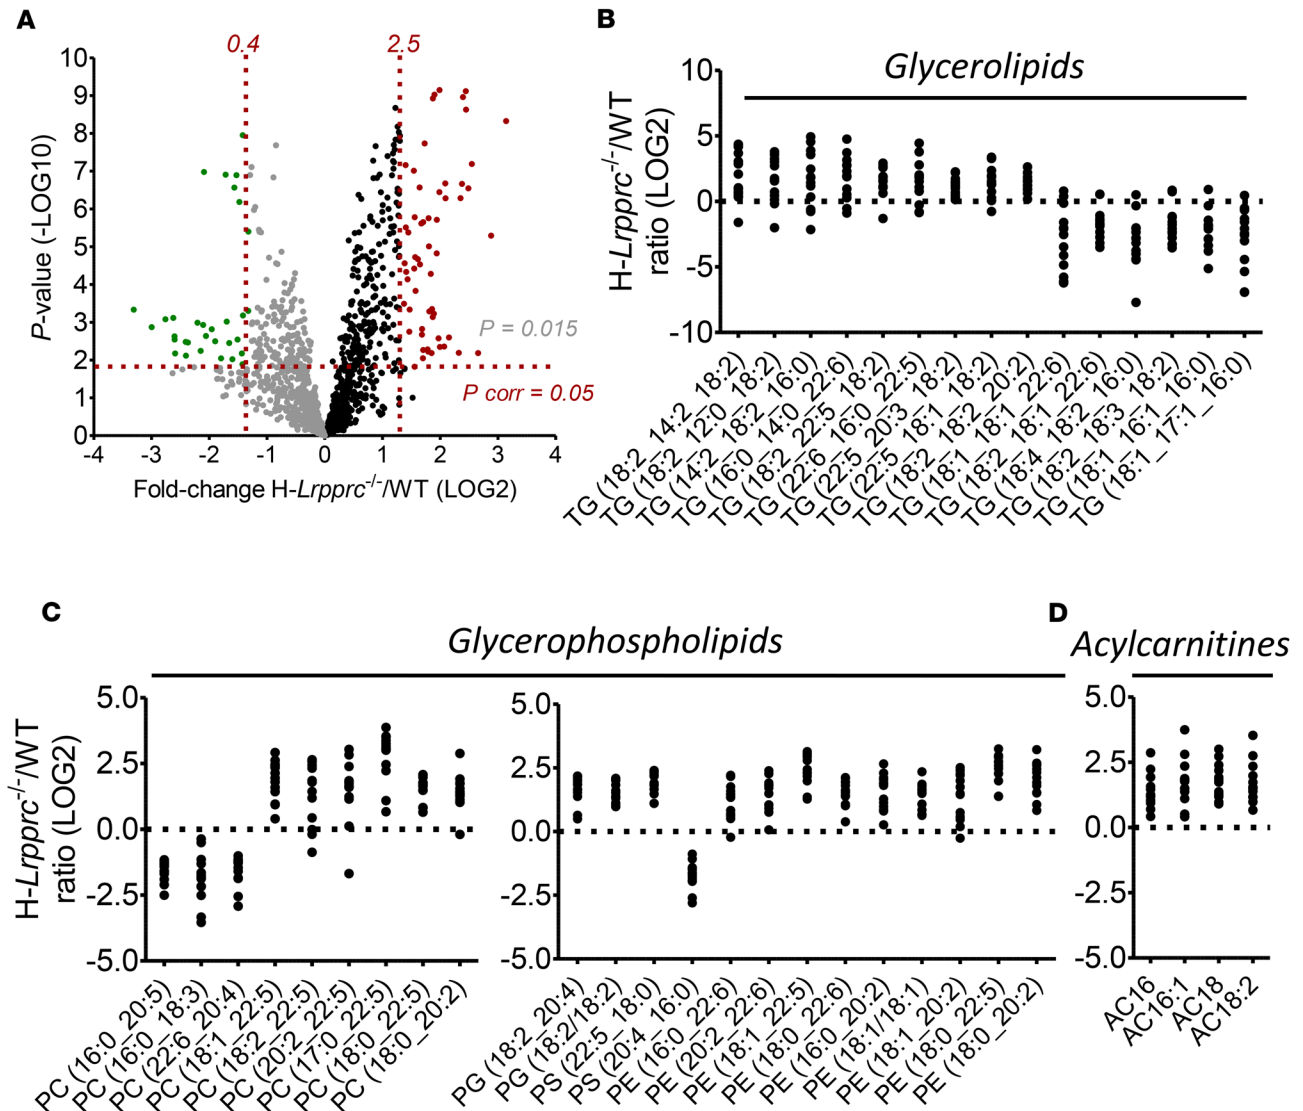 A
0.4
2.5
10
9
8
7
6
5
4
3
2
1
0
P-value (-LOG10)
P = 0.015
P corr = 0.05
-4
-3
-2
-1
0
1
2
3
4
Fold-change H-Lrpprc-/-/WT (LOG2)
B
Glycerolipids
H-Lrpprc-/-/WT
ratio (LOG2)
10
5
0
-5
-10
TG (18:2_14:2_18:2)
TG (18:2_12:0_18:2)
TG (14:2_18:2_16:0)
TG (16:0_14:0_22:6)
TG (18:2_22:5_18:2)
TG (22:6_16:0_22:5)
TG (22:5_20:3_18:2)
TG (22:5_18:1_18:2)
TG (18:2_18:2_20:2)
TG (18:1_18:1_22:6)
TG (18:2_18:1_22:6)
TG (18:4_18:2_16:0)
TG (18:2_18:3_18:2)
TG (18:1_16:1_16:0)
TG (18:1_17:1_16:0)
C
Glycerophospholipids
H-Lrpprc-/-/WT
ratio (LOG2)
5.0
2.5
0.0
-2.5
-5.0
PC (16:0_20:5)
PC (16:0_18:3)
PC (22:6_20:4)
PC (18:1_22:5)
PC (18:2_22:5)
PC (20:2_22:5)
PC (17:0_22:5)
PC (18:0_22:5)
PC (18:0_20:2)
5.0
2.5
0.0
-2.5
-5.0
PG (18:2_20:4)
PG (18:2/18:2)
PS (22:5_18:0)
PS (20:4_16:0)
PE (16:0_22:6)
PE (20:2_22:6)
PE (18:1_22:5)
PE (18:0_22:6)
PE (16:0_20:2)
PE (18:1/18:1)
PE (18:1_20:2)
PE (18:0_22:5)
PE (18:0_20:2)
D
Acylcarnitines
5.0
2.5
0.0
-2.5
-5.0
AC16
AC16:1
AC18
AC18:2